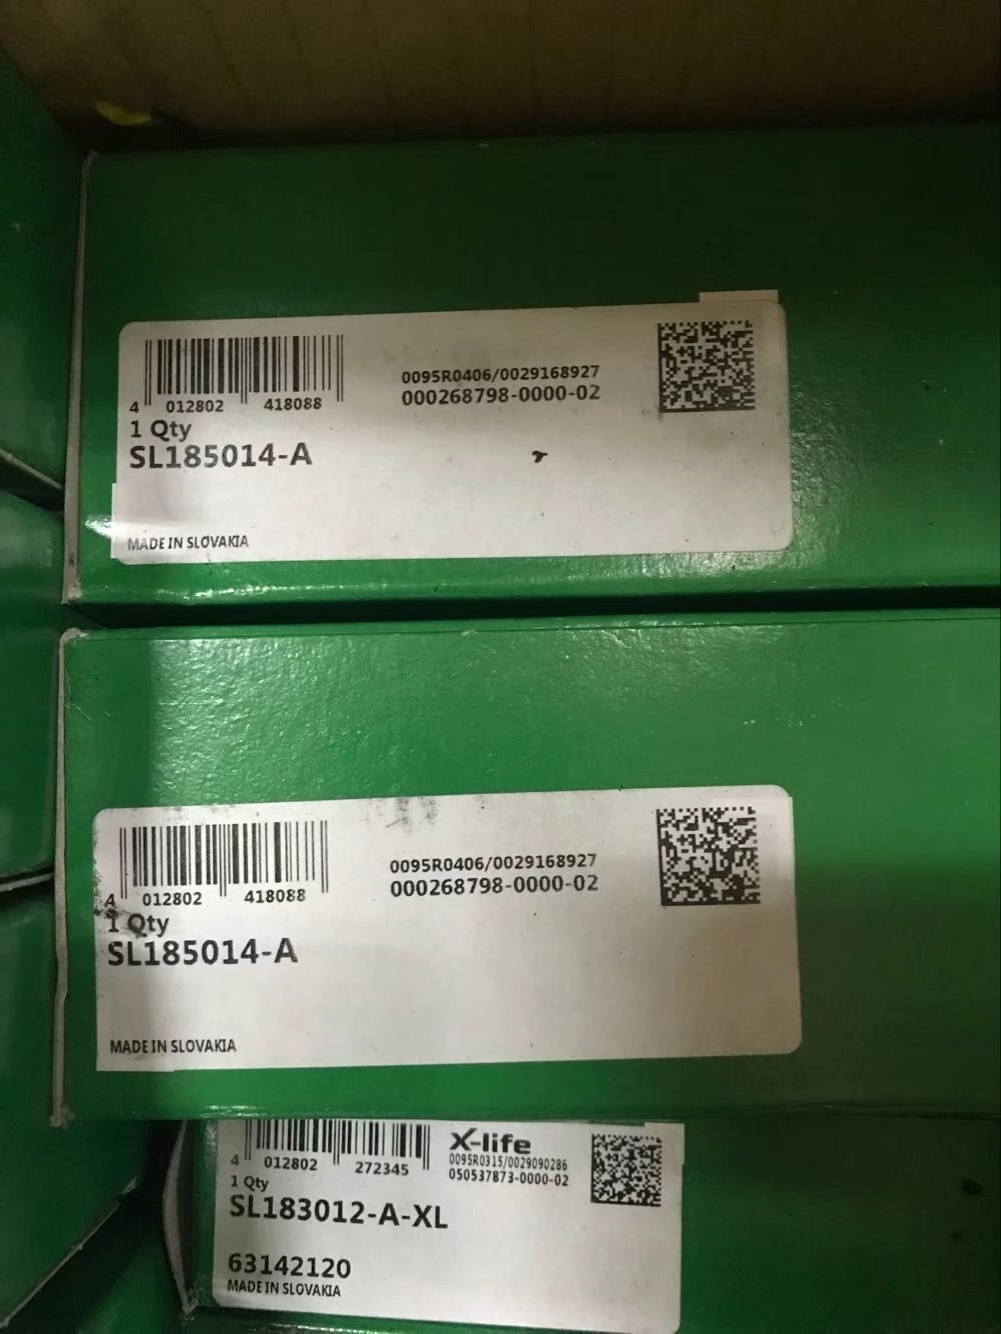 4 012802 418088
0095R0406/0029168927
000268798-0000-02
1 Qty
SL185014-A
MADE IN SLOVAKIA
4 012802 418088
0095R0406/0029168927
000268798-0000-02
1 Qty
SL185014-A
MADE IN SLOVAKIA
4 012802 272345
X-life
0095R0315/0029090286
050537873-0000-02
1 Qty
SL183012-A-XL
63142120
MADE IN SLOVAKIA